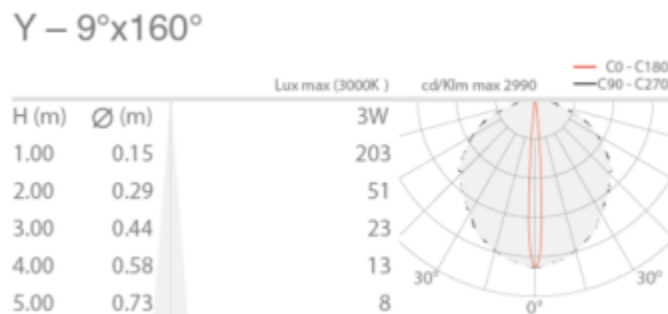 Y – 9°x160°
Lux max (3000K ) cd/Klm max 2990 C0 - C180
C90 - C270
H (m) Ø (m) 3W
1.00 0.15 203
2.00 0.29 51
3.00 0.44 23
4.00 0.58 13
30° 30°
5.00 0.73 8 0°